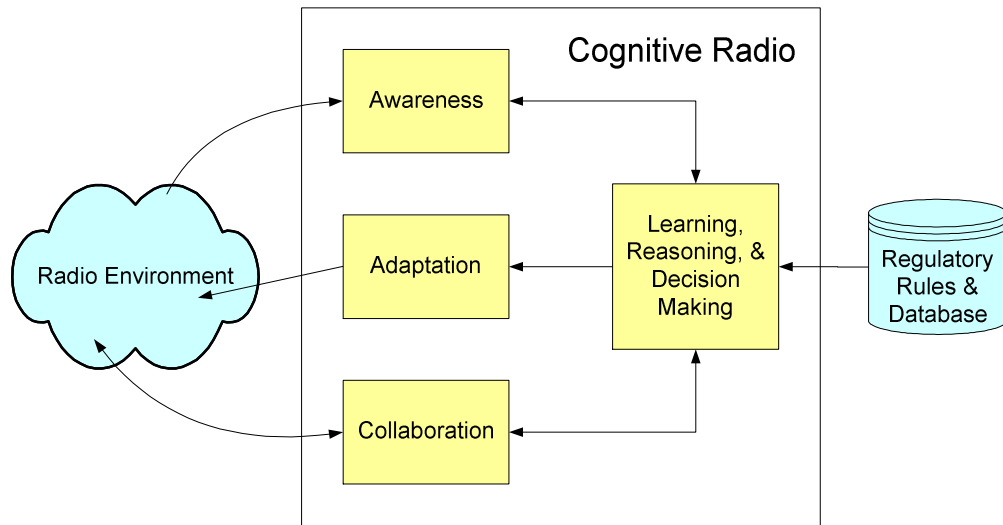 Cognitive Radio
Awareness
Radio Environment
Adaptation
Learning,
Reasoning, &
Decision
Making
Regulatory
Rules &
Database
Collaboration